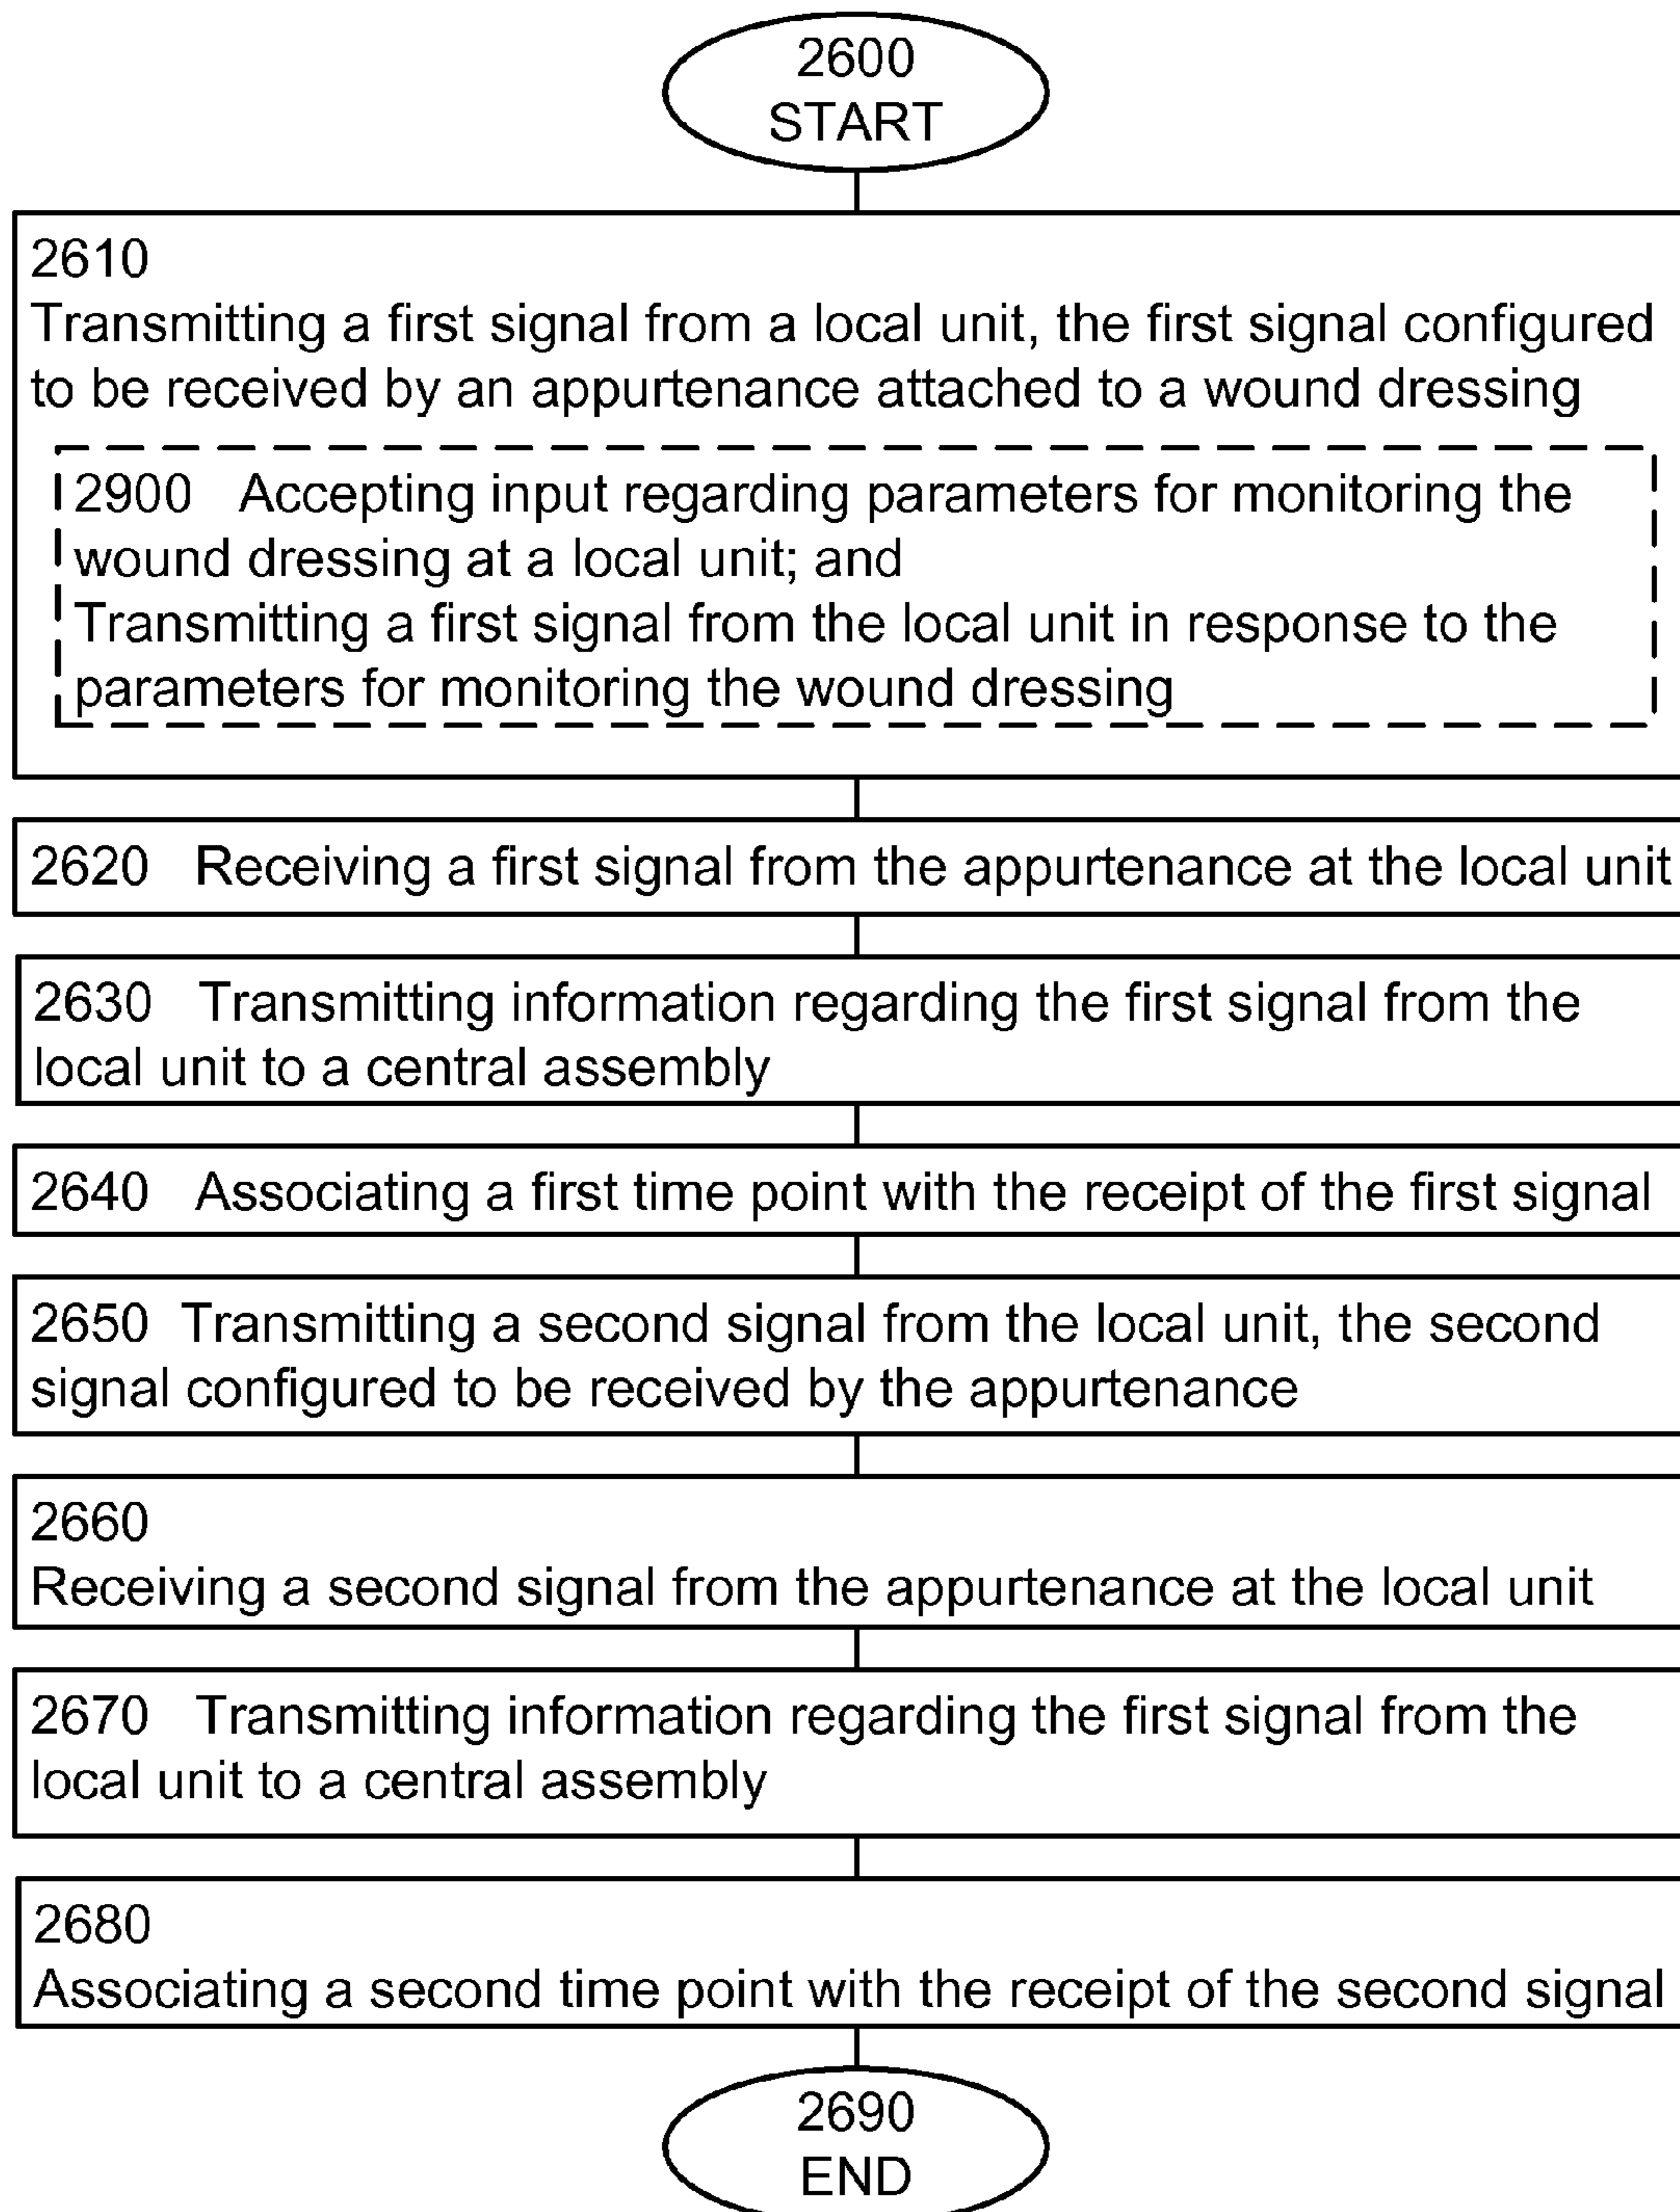 2600
START
2610
Transmitting a first signal from a local unit, the first signal configured
to be received by an appurtenance attached to a wound dressing
2900 Accepting input regarding parameters for monitoring the
wound dressing at a local unit; and
Transmitting a first signal from the local unit in response to the
parameters for monitoring the wound dressing
2620 Receiving a first signal from the appurtenance at the local unit
2630 Transmitting information regarding the first signal from the
local unit to a central assembly
2640 Associating a first time point with the receipt of the first signal
2650 Transmitting a second signal from the local unit, the second
signal configured to be received by the appurtenance
2660
Receiving a second signal from the appurtenance at the local unit
2670 Transmitting information regarding the first signal from the
local unit to a central assembly
2680
Associating a second time point with the receipt of the second signal
2690
END